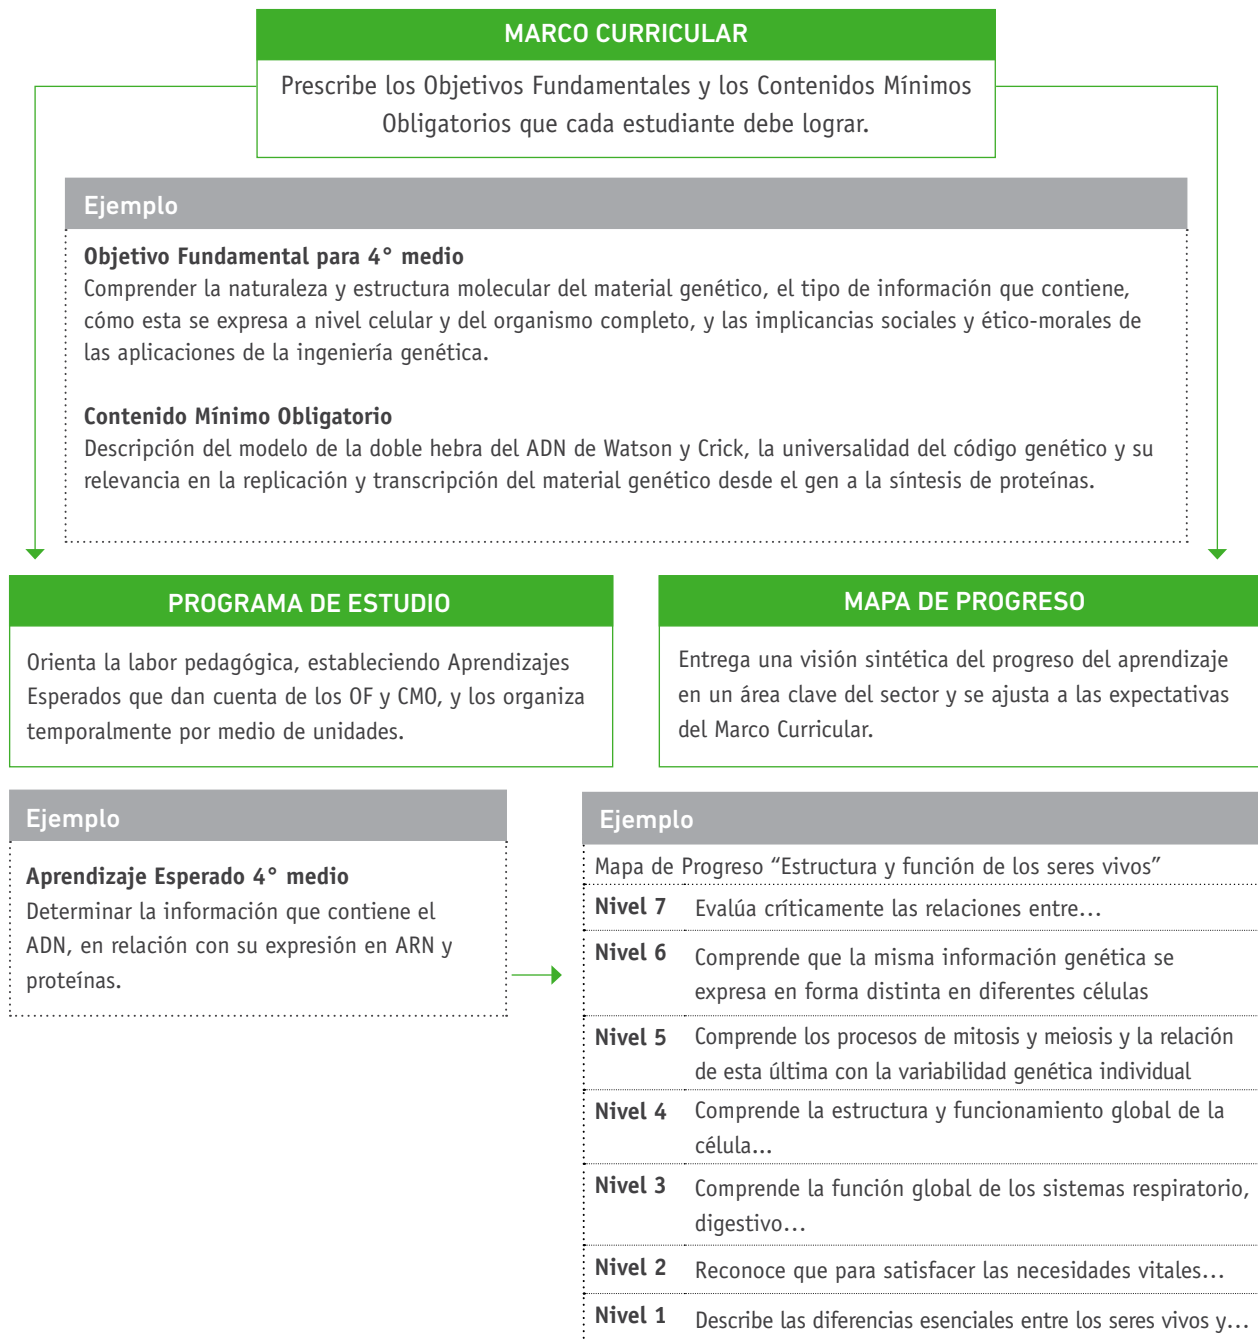 MARCO CURRICULAR
Prescribe los Objetivos Fundamentales y los Contenidos Mínimos
Obligatorios que cada estudiante debe lograr.
Ejemplo
Objetivo Fundamental para 4° medio
Comprender la naturaleza y estructura molecular del material genético, el tipo de información que contiene,
cómo esta se expresa a nivel celular y del organismo completo, y las implicancias sociales y ético-morales de
las aplicaciones de la ingeniería genética.
Contenido Mínimo Obligatorio
Descripción del modelo de la doble hebra del ADN de Watson y Crick, la universalidad del código genético y su
relevancia en la replicación y transcripción del material genético desde el gen a la síntesis de proteínas.
PROGRAMA DE ESTUDIO
Orienta la labor pedagógica, estableciendo Aprendizajes
Esperados que dan cuenta de los OF y CMO, y los organiza
temporalmente por medio de unidades.
MAPA DE PROGRESO
Entrega una visión sintética del progreso del aprendizaje
en un área clave del sector y se ajusta a las expectativas
del Marco Curricular.
Ejemplo
Aprendizaje Esperado 4° medio
Determinar la información que contiene el
ADN, en relación con su expresión en ARN y
proteínas.
Ejemplo
Mapa de Progreso “Estructura y función de los seres vivos”
Nivel 7 Evalúa críticamente las relaciones entre…
Nivel 6 Comprende que la misma información genética se
expresa en forma distinta en diferentes células
Nivel 5 Comprende los procesos de mitosis y meiosis y la relación
de esta última con la variabilidad genética individual
Nivel 4 Comprende la estructura y funcionamiento global de la
célula...
Nivel 3 Comprende la función global de los sistemas respiratorio,
digestivo…
Nivel 2 Reconoce que para satisfacer las necesidades vitales…
Nivel 1 Describe las diferencias esenciales entre los seres vivos y…